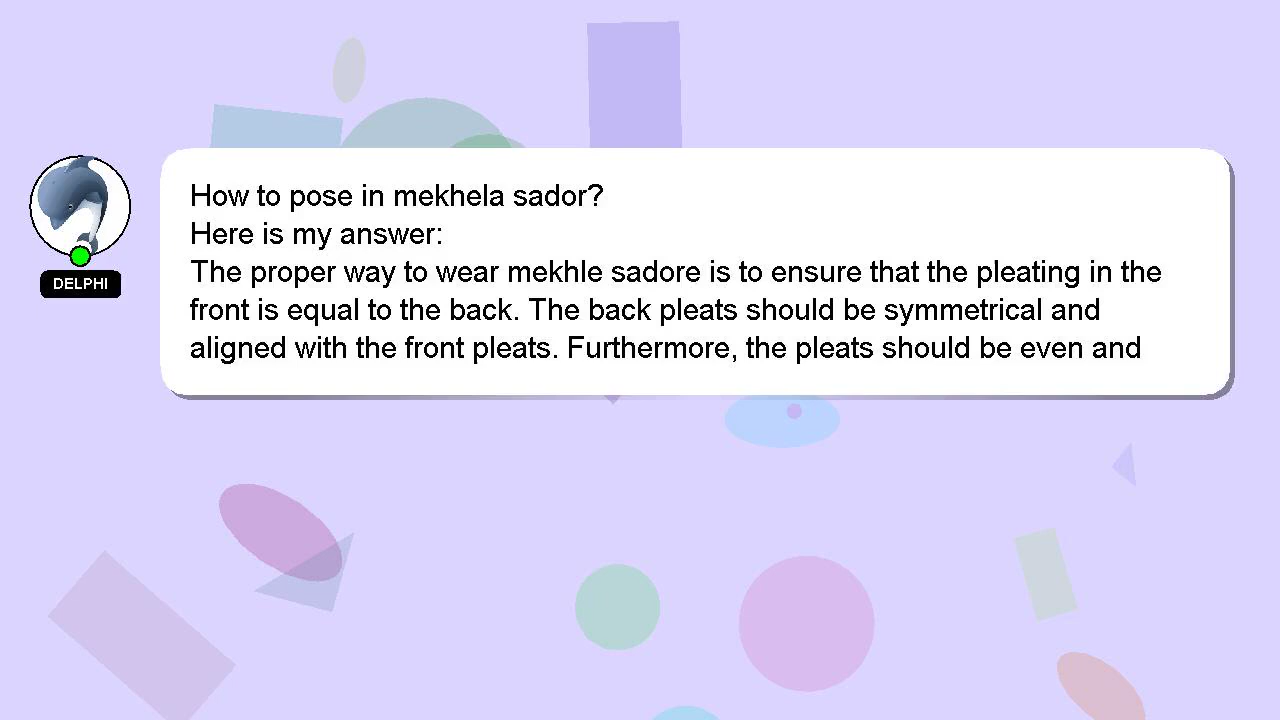 How to pose in mekhela sador?
Here is my answer:
The proper way to wear mekhle sadore is to ensure that the pleating in the
front is equal to the back. The back pleats should be symmetrical and
aligned with the front pleats. Furthermore, the pleats should be even and
DELPHI